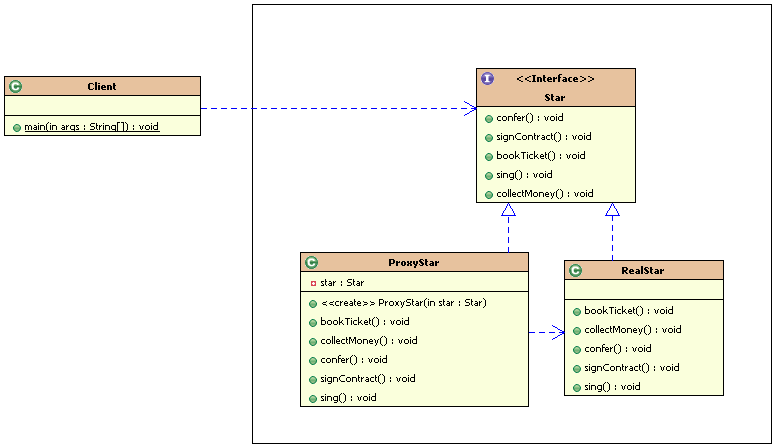 Client
main(in args : String[]) : void
<<Interface>>
Star
confer() : void
signContract() : void
bookTicket() : void
sing() : void
collectMoney() : void
ProxyStar
star : Star
<<create>> ProxyStar(in star : Star)
bookTicket() : void
collectMoney() : void
confer() : void
signContract() : void
sing() : void
RealStar
bookTicket() : void
collectMoney() : void
confer() : void
signContract() : void
sing() : void